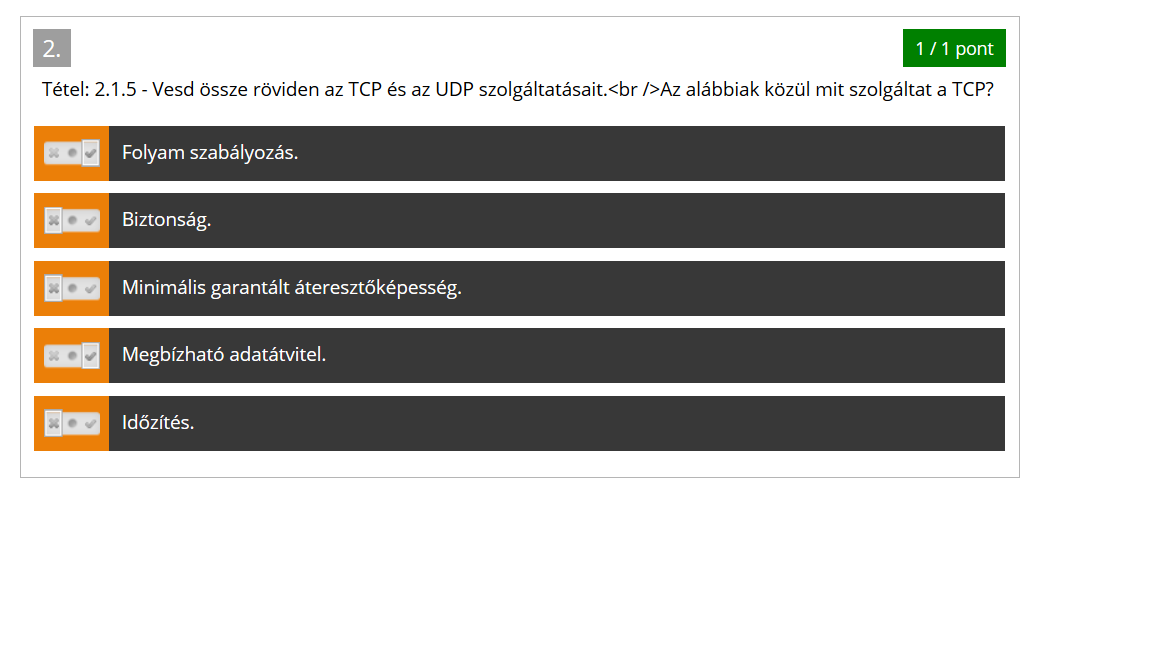 2.
1 / 1 pont
Tétel: 2.1.5 - Vesd össze röviden az TCP és az UDP szolgáltatásait.<br />Az alábbiak közül mit szolgáltat a TCP?
Folyam szabályozás.
Biztonság.
Minimális garantált áteresztőképesség.
Megbízható adatátvitel.
Időzítés.